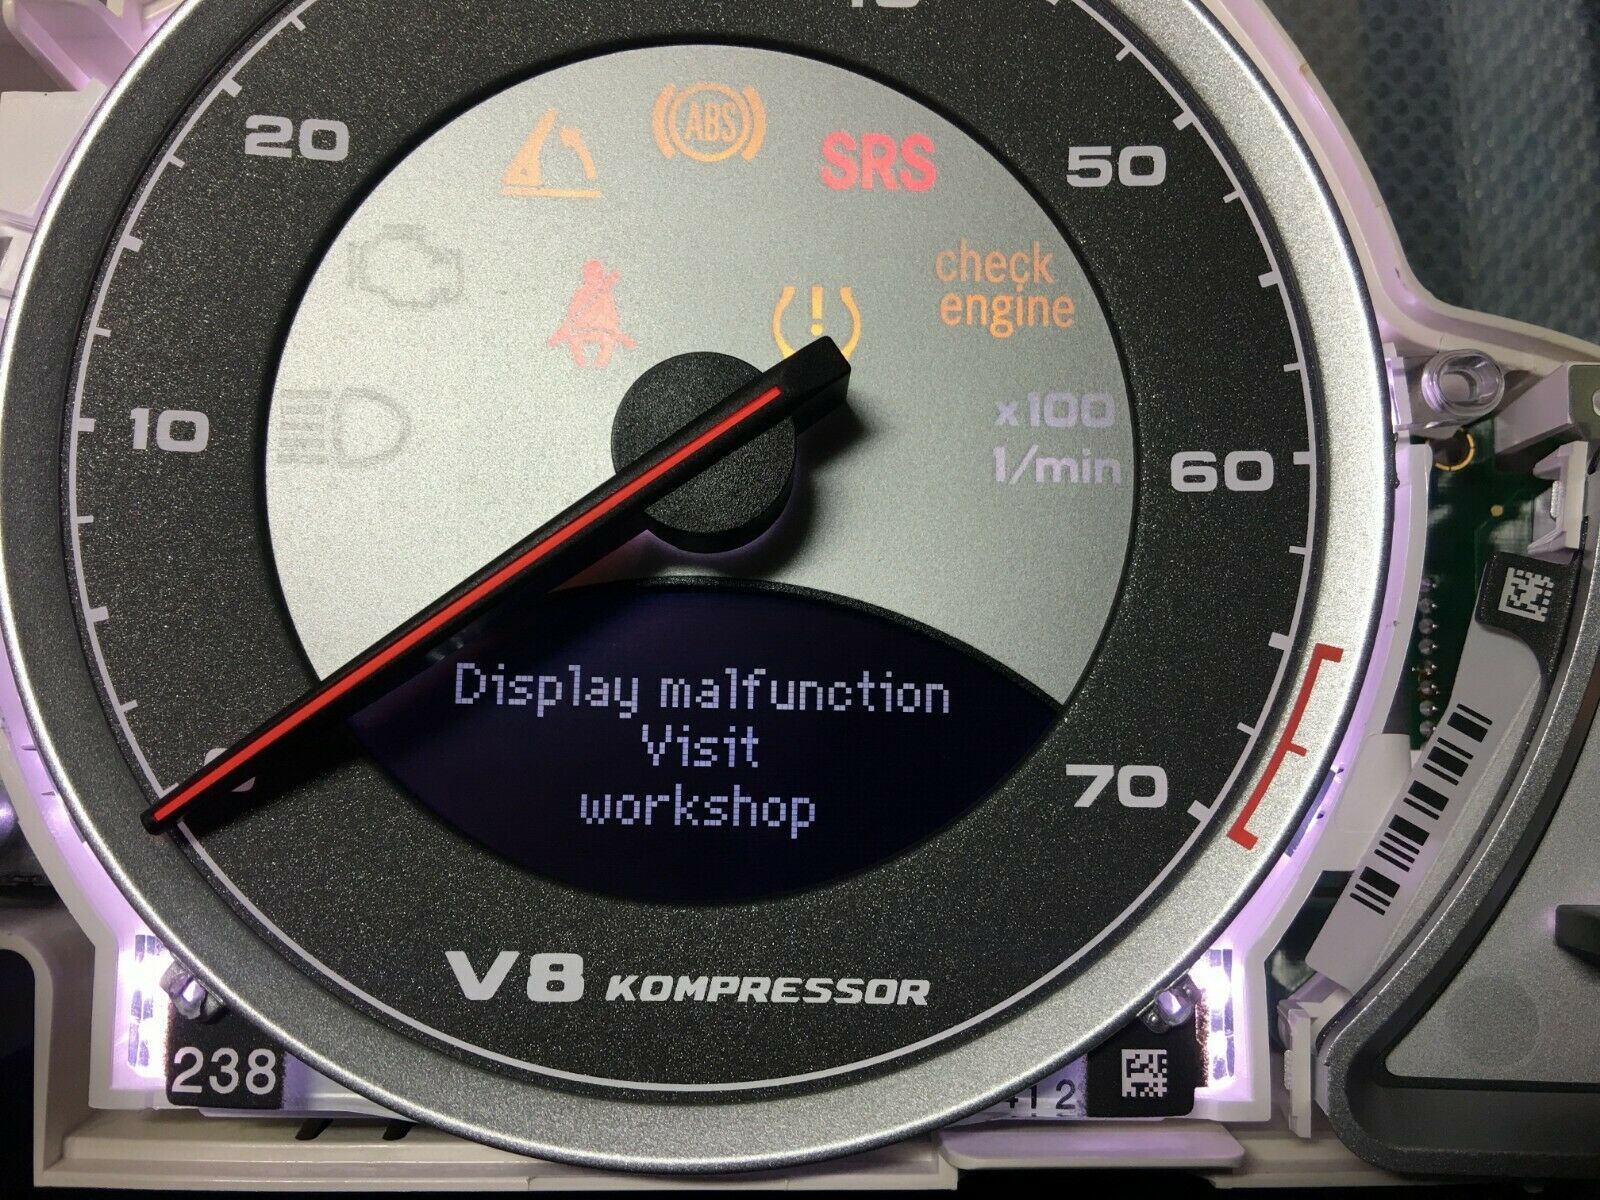 20
ABS
SRS
50
check
engine
10
x100
1/min
60
Display malfunction
Visit
workshop
70
V8 KOMPRESSOR
238